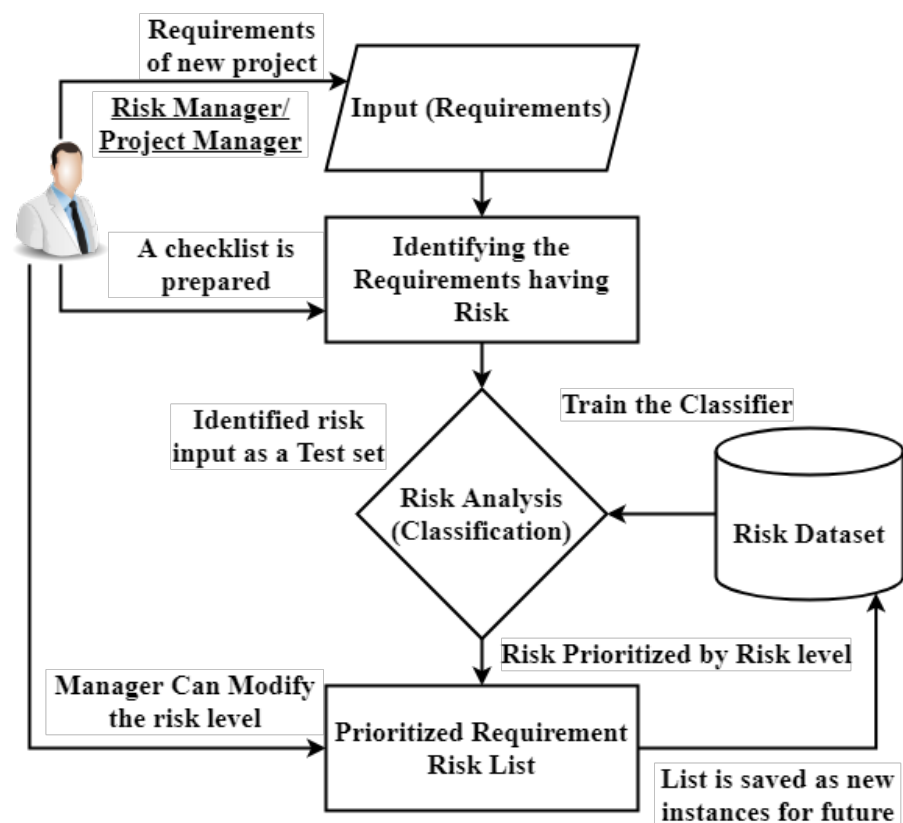 Requirements
of new project
Risk Manager/
Project Manager
Input (Requirements)
A checklist is
prepared
Identifying the
Requirements having
Risk
Identified risk
input as a Test set
Train the Classifier
Risk Analysis
(Classification)
Risk Dataset
Risk Prioritized by Risk level
Manager Can Modify
the risk level
Prioritized Requirement
Risk List
List is saved as new
instances for future